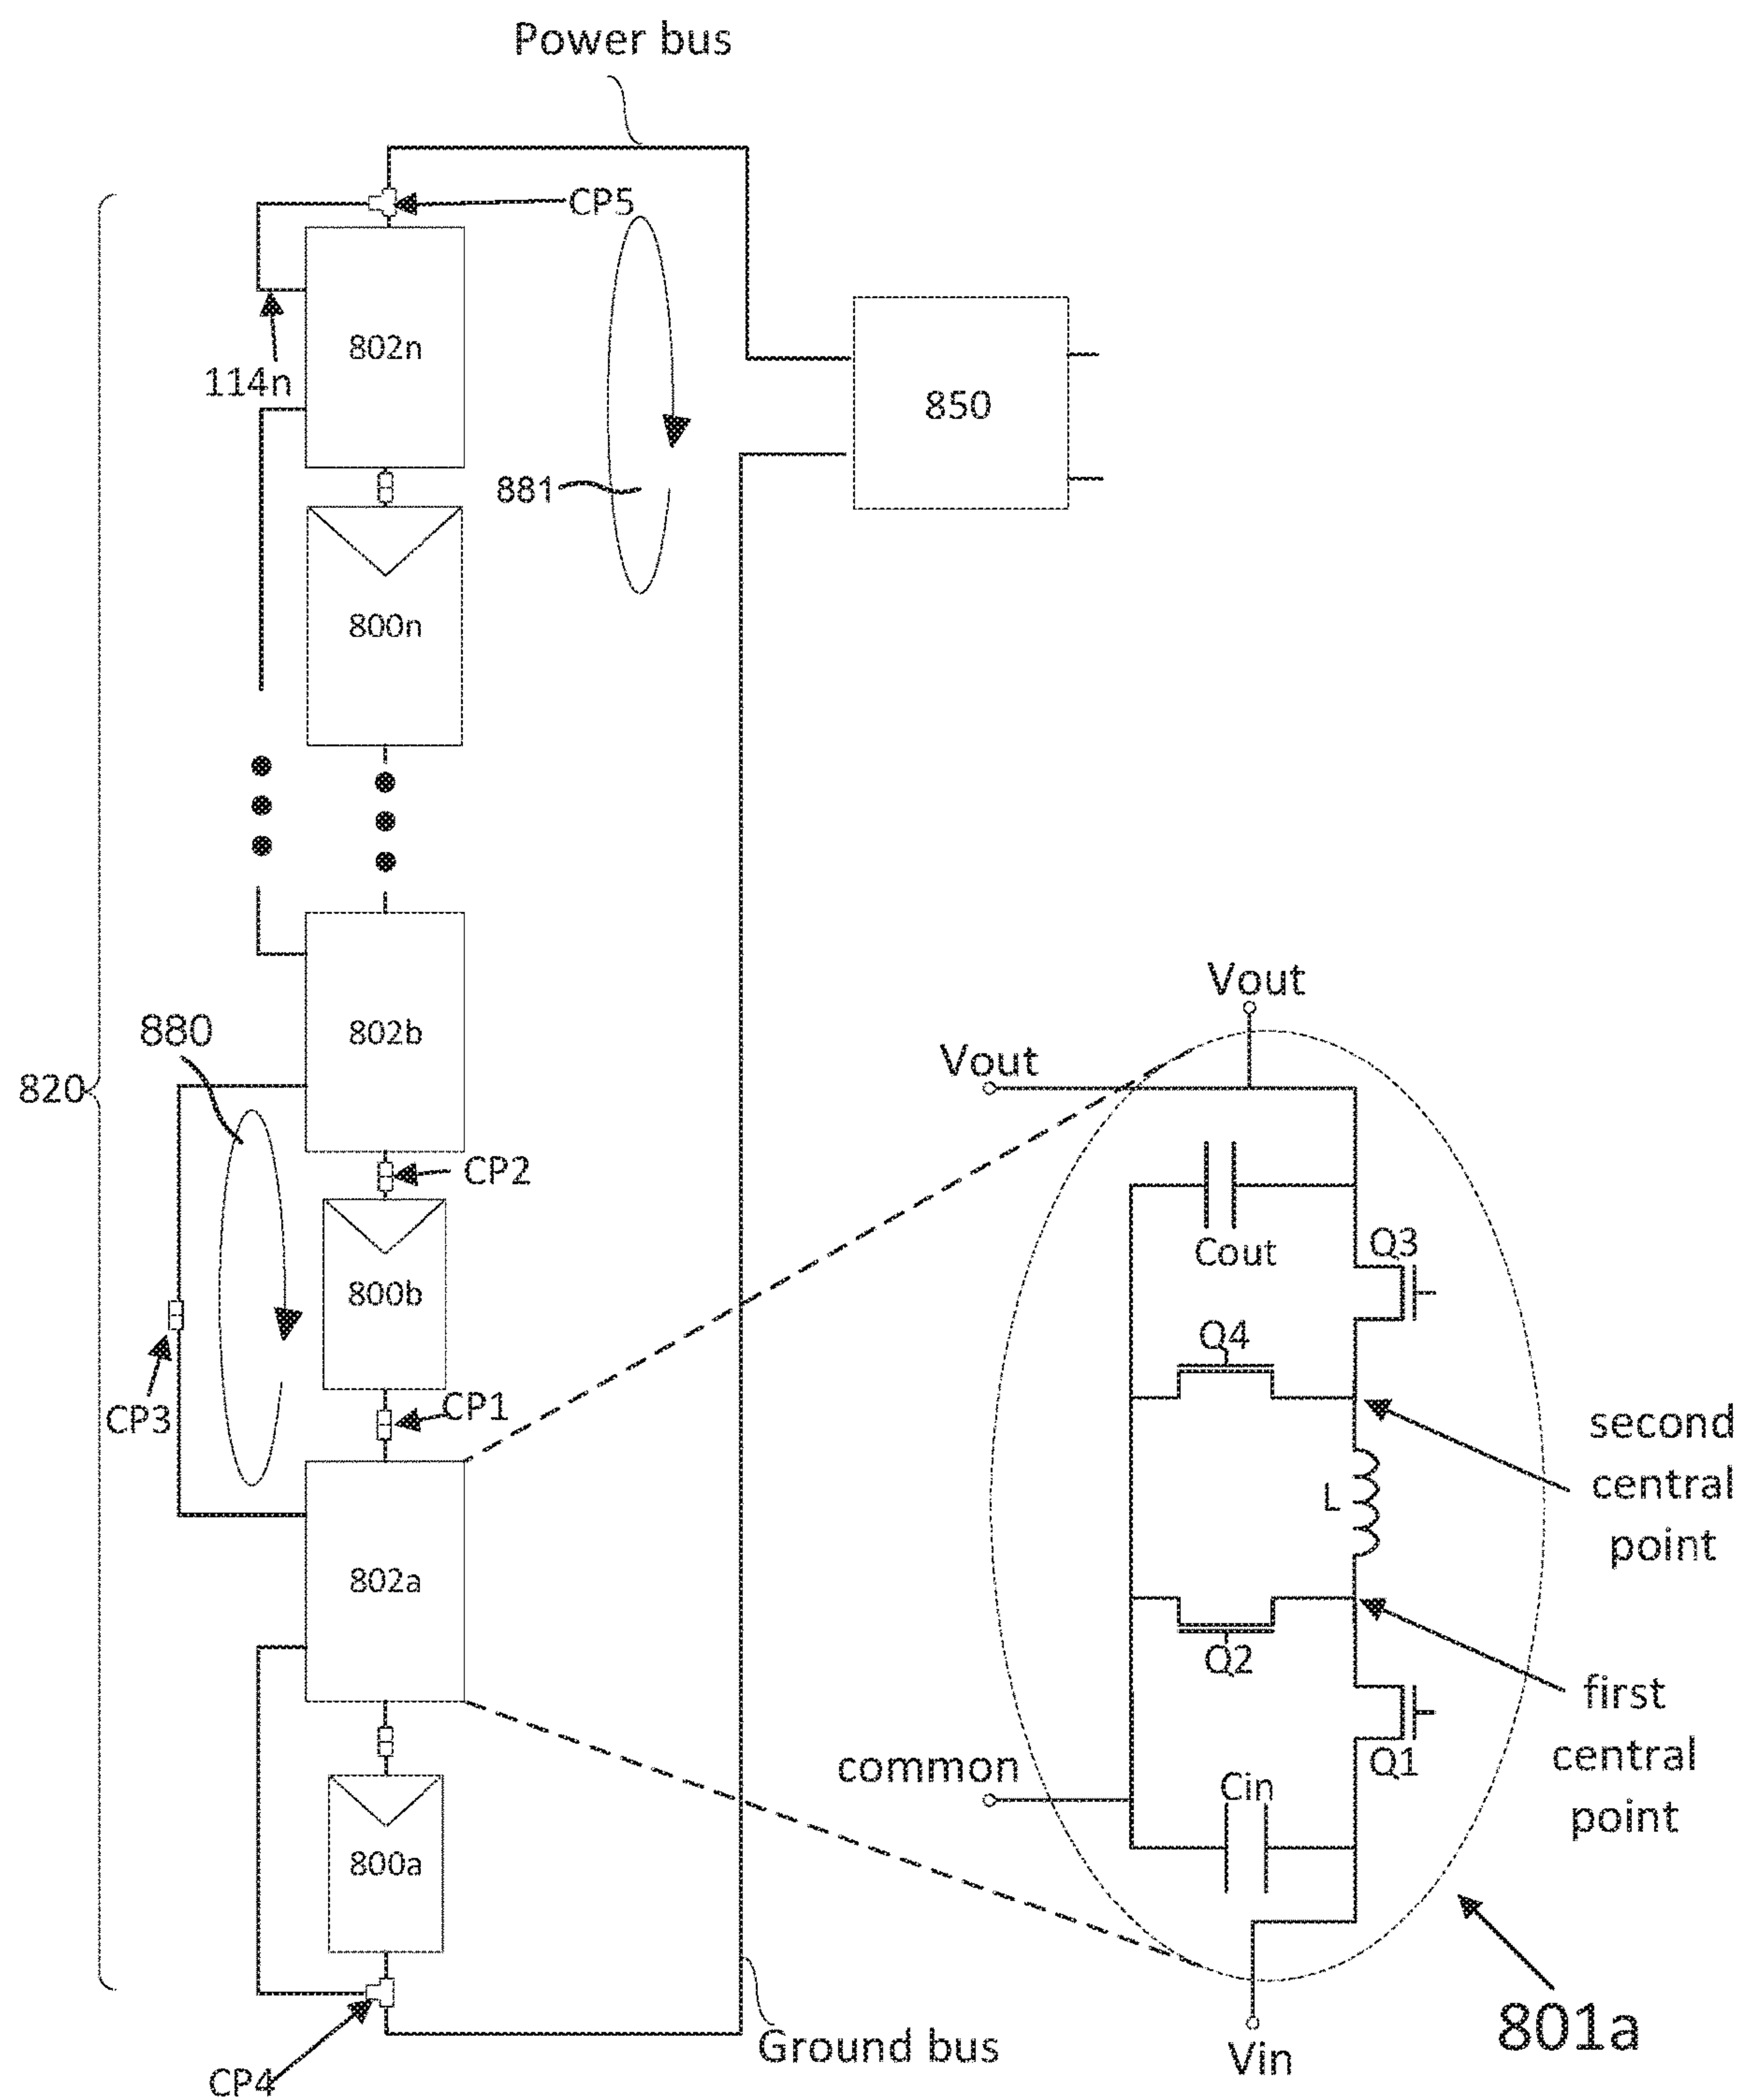 Power bus
CP5
802n
114n
850
881
800n
Vout
880
802b
Vout
820
CP2
Cout
Q3
800b
Q4
CP3
CP1
second
central
point
L
802a
Q2
first
central
point
common
Cin
Q1
800a
801a
Ground bus
Vin
CP4